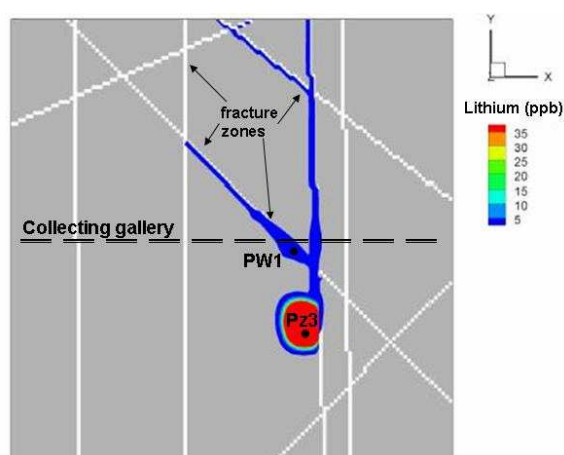 Y
Z
X
Lithium (ppb)
35
30
25
20
15
10
5
fracture
zones
Collecting gallery
PW1
Pz3